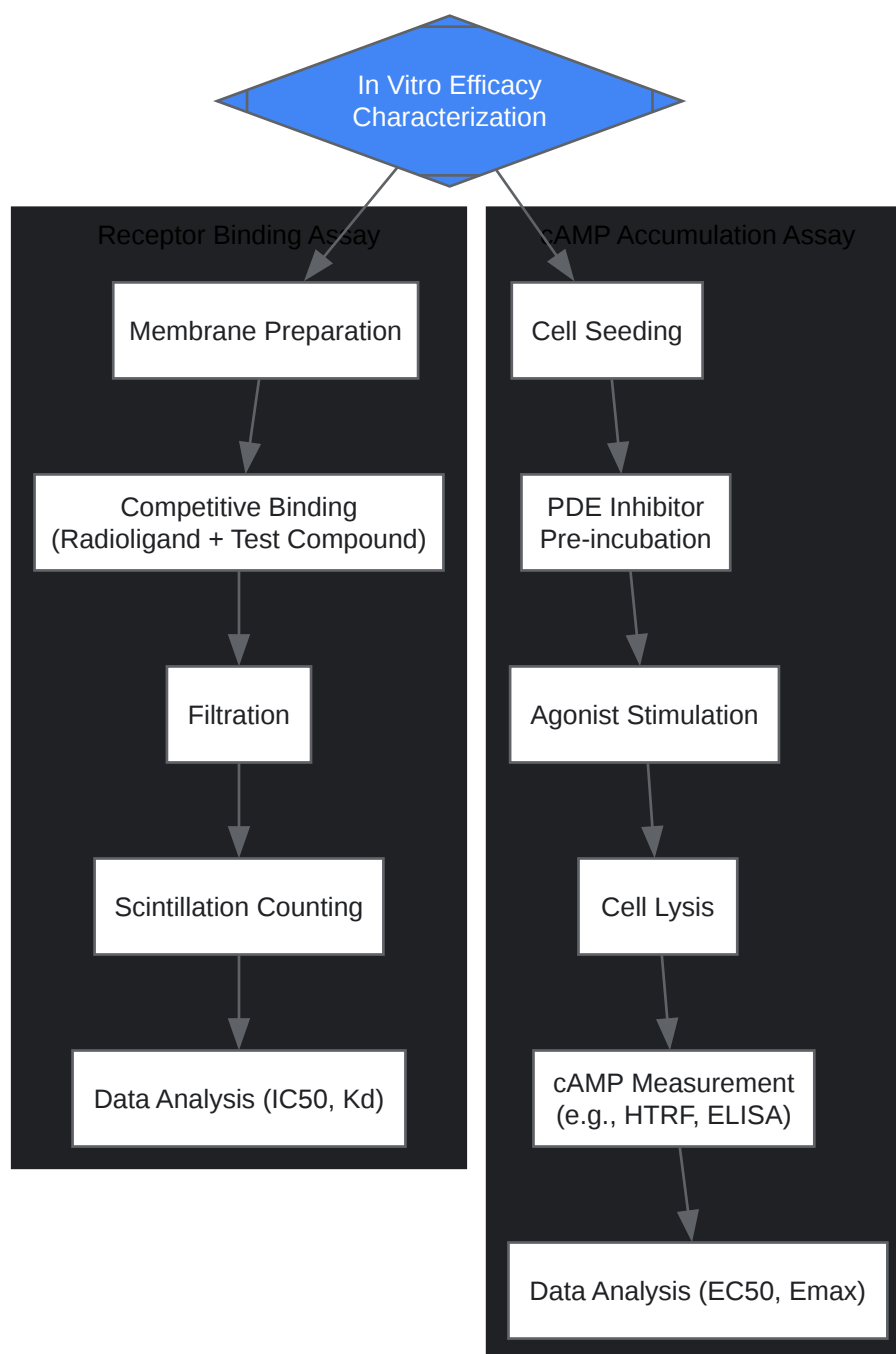 In Vitro Efficacy
Characterization
Receptor Binding Assay
Membrane Preparation
Competitive Binding
(Radioligand + Test Compound)
Filtration
Scintillation Counting
Data Analysis (IC50, Kd)
cAMP Accumulation Assay
Cell Seeding
PDE Inhibitor
Pre-incubation
Agonist Stimulation
Cell Lysis
cAMP Measurement
(e.g., HTRF, ELISA)
Data Analysis (EC50, Emax)